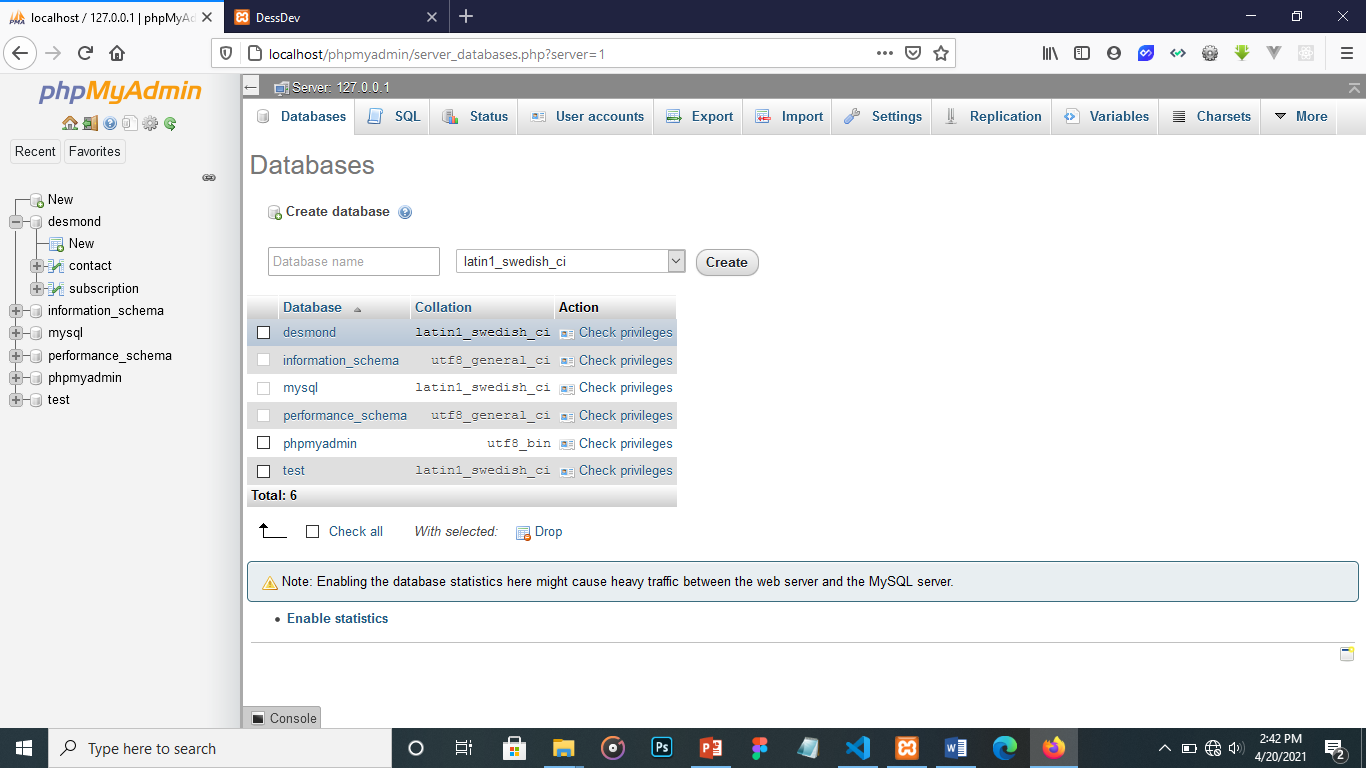 localhost / 127.0.0.1 | phpMyAd
DessDev
localhost/phpmyadmin/server_databases.php?server=1
phpMyAdmin
Recent
Favorites
New
desmond
New
contact
subscription
information_schema
mysql
performance_schema
phpmyadmin
test
Server: 127.0.0.1
Databases
SQL
Status
User accounts
Export
Import
Settings
Replication
Variables
Charsets
More
Databases
Create database
Database name
latin1_swedish_ci
Create
Database Collation Action
desmond latin1_swedish_ci Check privileges
information_schema utf8_general_ci Check privileges
mysql latin1_swedish_ci Check privileges
performance_schema utf8_general_ci Check privileges
phpmyadmin utf8_bin Check privileges
test latin1_swedish_ci Check privileges
Total: 6
Check all With selected: Drop
Note: Enabling the database statistics here might cause heavy traffic between the web server and the MySQL server.
Enable statistics
Console
Type here to search
Ps
2:42 PM
4/20/2021
2